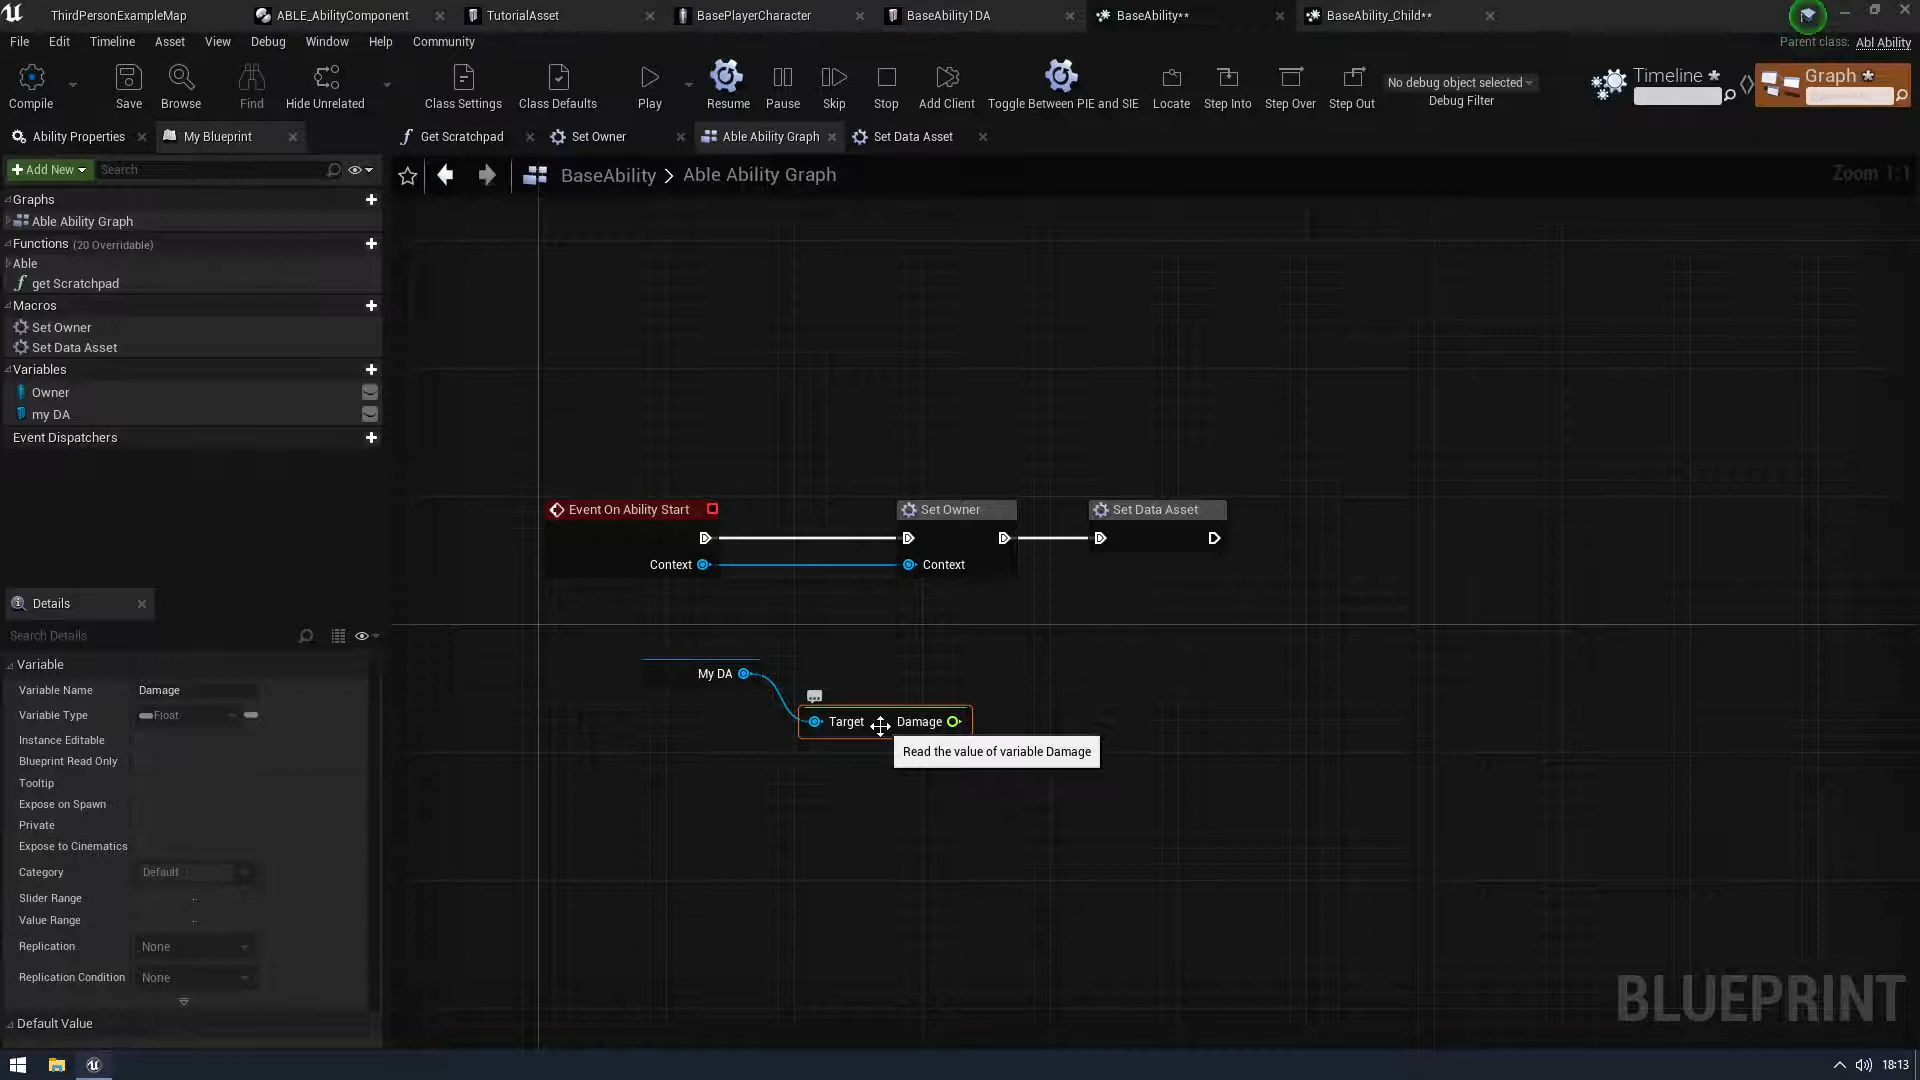 ThirdPersonExampleMap
ABLE_AbilityComponent
TutorialAsset
BasePlayerCharacter
BaseAbility1DA
BaseAbility**
BaseAbility_Child**
File Edit Timeline Asset View Debug Window Help Community
Parent class: Abl Ability
Compile
Save
Browse
Find
Hide Unrelated
Class Settings
Class Defaults
Play
Resume
Pause
Skip
Stop
Add Client
Toggle Between PIE and SIE
Locate
Step Into
Step Over
Step Out
No debug object selected
Debug Filter
Timeline *
Graph *
Ability Properties
My Blueprint
Get Scratchpad
Set Owner
Able Ability Graph
Set Data Asset
Add New
Search
BaseAbility > Able Ability Graph
Zoom 1:1
Graphs
Able Ability Graph
Functions (20 Overridable)
Able
get Scratchpad
Macros
Set Owner
Set Data Asset
Variables
Owner
my DA
Event Dispatchers
Event On Ability Start
Context
Set Owner
Context
Set Data Asset
My DA
Target
Damage
Read the value of variable Damage
Details
Search Details
Variable
Variable Name Damage
Variable Type Float
Instance Editable
Blueprint Read Only
Tooltip
Expose on Spawn
Private
Expose to Cinematics
Category Default
Slider Range
Value Range
Replication None
Replication Condition None
Default Value
BLUEPRINT
18:13